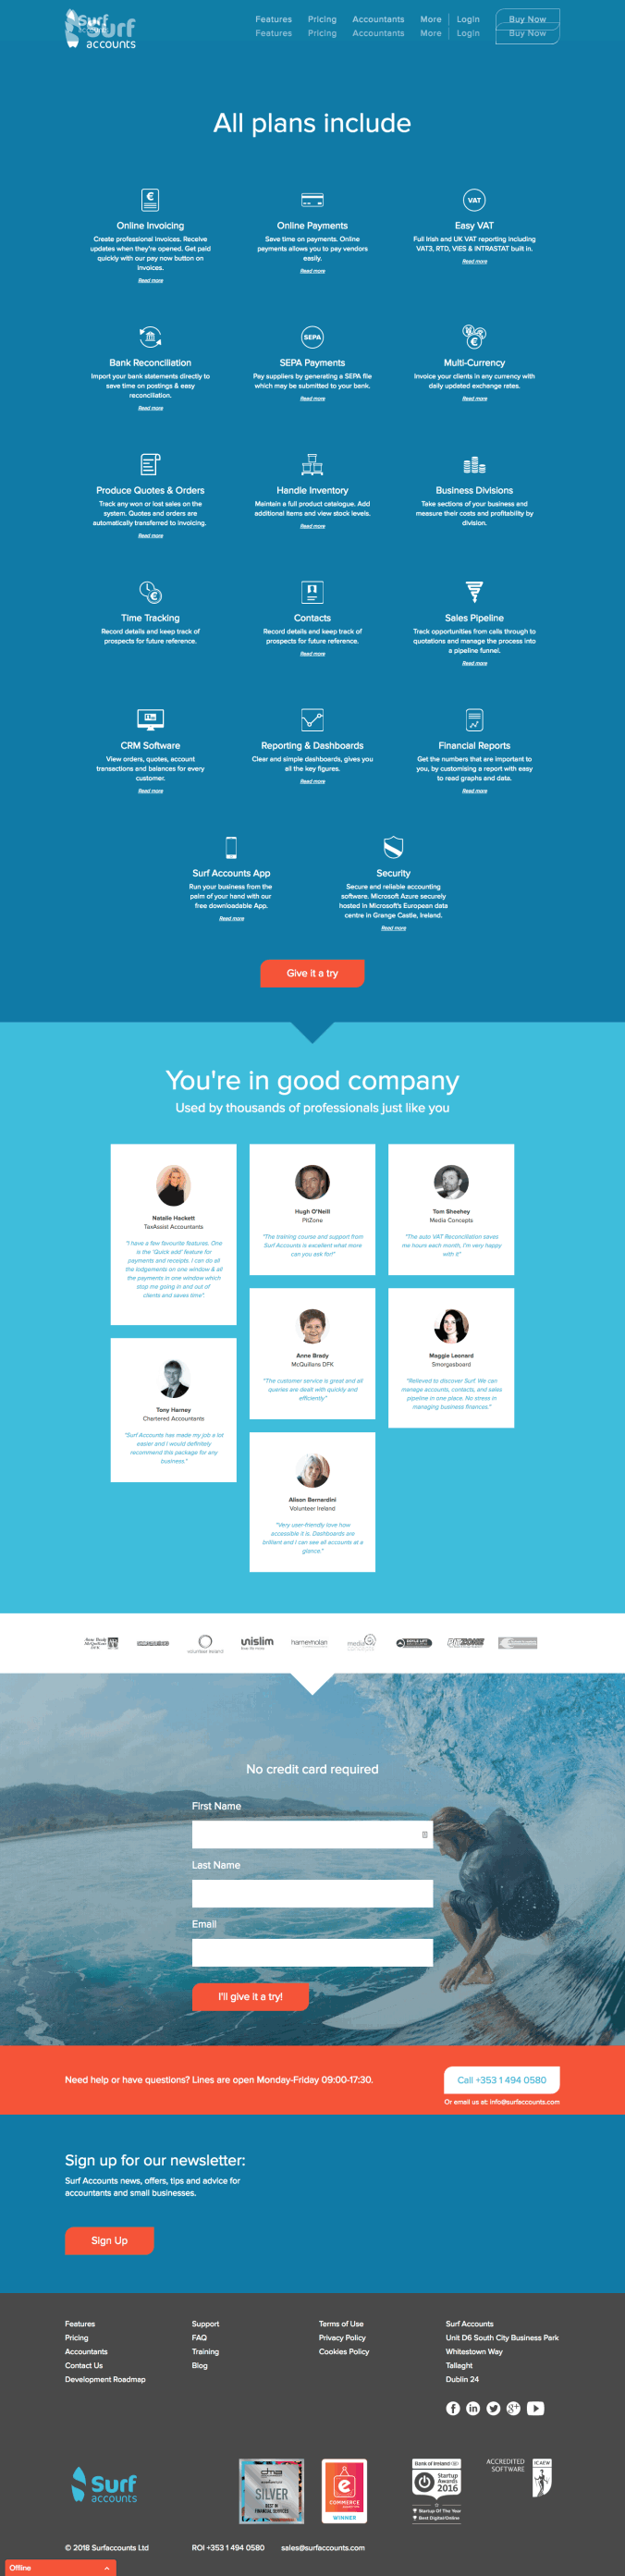 Surf
accounts
Features Pricing Accountants More Login Buy Now
Features Pricing Accountants More Login Buy Now
All plans include
Online Invoicing
Create professional invoices. Receive
updates when they're opened. Get paid
quickly with our pay now button on
invoices.
Read more
Online Payments
Save time on payments. Online
payments allows you to pay vendors
easily.
Read more
VAT
Easy VAT
Full Irish and UK VAT reporting including
VAT3, RTD, VIES & INTRASTAT built in.
Read more
Bank Reconciliation
Import your bank statements directly to
save time on postings & easy
reconciliation.
Read more
SEPA
SEPA Payments
Pay suppliers by generating a SEPA file
which may be submitted to your bank.
Read more
Multi-Currency
Invoice your clients in any currency with
daily updated exchange rates.
Read more
Produce Quotes & Orders
Track any won or lost sales on the
system. Quotes and orders are
automatically transferred to invoicing.
Read more
Handle Inventory
Maintain a full product catalogue. Add
additional items and view stock levels.
Read more
Business Divisions
Take sections of your business and
measure their costs and profitability by
division.
Read more
Time Tracking
Record details and keep track of
prospects for future reference.
Contacts
Record details and keep track of
prospects for future reference.
Read more
Sales Pipeline
Track opportunities from calls through to
quotations and manage the process into
a pipeline funnel.
Read more
CRM Software
View orders, quotes, account
transactions and balances for every
customer.
Read more
Reporting & Dashboards
Clear and simple dashboards, gives you
all the key figures.
Read more
Financial Reports
Get the numbers that are important to
you, by customising a report with easy
to read graphs and data.
Read more
Surf Accounts App
Run your business from the
palm of your hand with our
free downloadable App.
Read more
Security
Secure and reliable accounting
software. Microsoft Azure securely
hosted in Microsoft's European data
centre in Grange Castle, Ireland.
Read more
Give it a try
You're in good company
Used by thousands of professionals just like you
Natalie Hackett
TaxAssist Accountants
"I have a few favourite features. One
is the 'Quick add' feature for
payments and receipts. I can do all
the lodgements on one window & all
the payments in one window which
stop me going in and out of
clients and saves time".
Hugh O'Neill
PitZone
"The training course and support from
Surf Accounts is excellent what more
can you ask for!"
Tom Sheehey
Media Concepts
"The auto VAT Reconciliation saves
me hours each month. I'm very happy
with it"
Anne Brady
McQuillans DFK
"The customer service is great and all
queries are dealt with quickly and
efficiently"
Maggie Leonard
Smorgasboard
"Relieved to discover Surf. We can
manage accounts, contacts, and sales
pipeline in one place. No stress in
managing business finances."
Tony Harney
Chartered Accountants
"Surf Accounts has made my job a lot
easier and I would definitely
recommend this package for any
business."
Alison Bernardini
Volunteer Ireland
"Very user-friendly love how
accessible it is. Dashboards are
brilliant and I can see all accounts at a
glance."
volunteer ireland
unislim
harnetnolan
media
concepts
PITZONE
No credit card required
First Name
Last Name
Email
I'll give it a try!
Need help or have questions? Lines are open Monday-Friday 09:00-17:30.
Call +353 1 494 0580
Or email us at: info@surfaccounts.com
Sign up for our newsletter:
Surf Accounts news, offers, tips and advice for
accountants and small businesses.
Sign Up
Features
Pricing
Accountants
Contact Us
Development Roadmap
Support
FAQ
Training
Blog
Terms of Use
Privacy Policy
Cookies Policy
Surf Accounts
Unit D6 South City Business Park
Whitestown Way
Tallaght
Dublin 24
Surf
accounts
dma
SILVER
BEST IN
FINANCIAL SERVICES
COMMERCE
WINNER
Bank of Ireland
Startup
Awards
2016
Startup Of The Year
Best Digital/Online
ACCREDITED
SOFTWARE
ICAEW
© 2018 Surfaccounts Ltd
ROI +353 1 494 0580
sales@surfaccounts.com
Offline